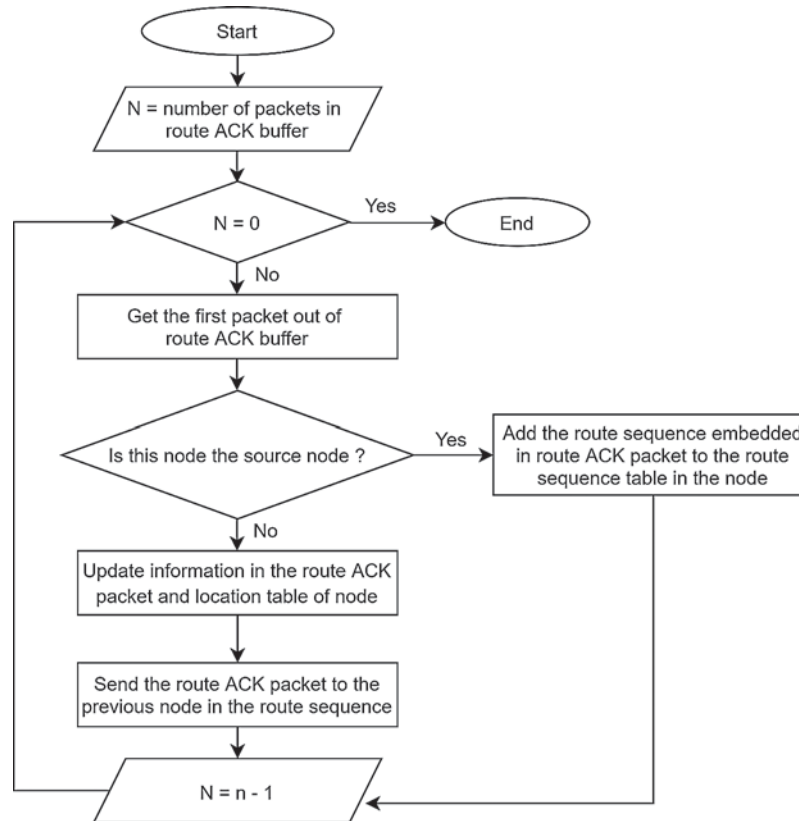 Start
N = number of packets in
route ACK buffer
N = 0
Yes
End
No
Get the first packet out of
route ACK buffer
Is this node the source node ?
Yes
Add the route sequence embedded
in route ACK packet to the route
sequence table in the node
No
Update information in the route ACK
packet and location table of node
Send the route ACK packet to the
previous node in the route sequence
N = n - 1